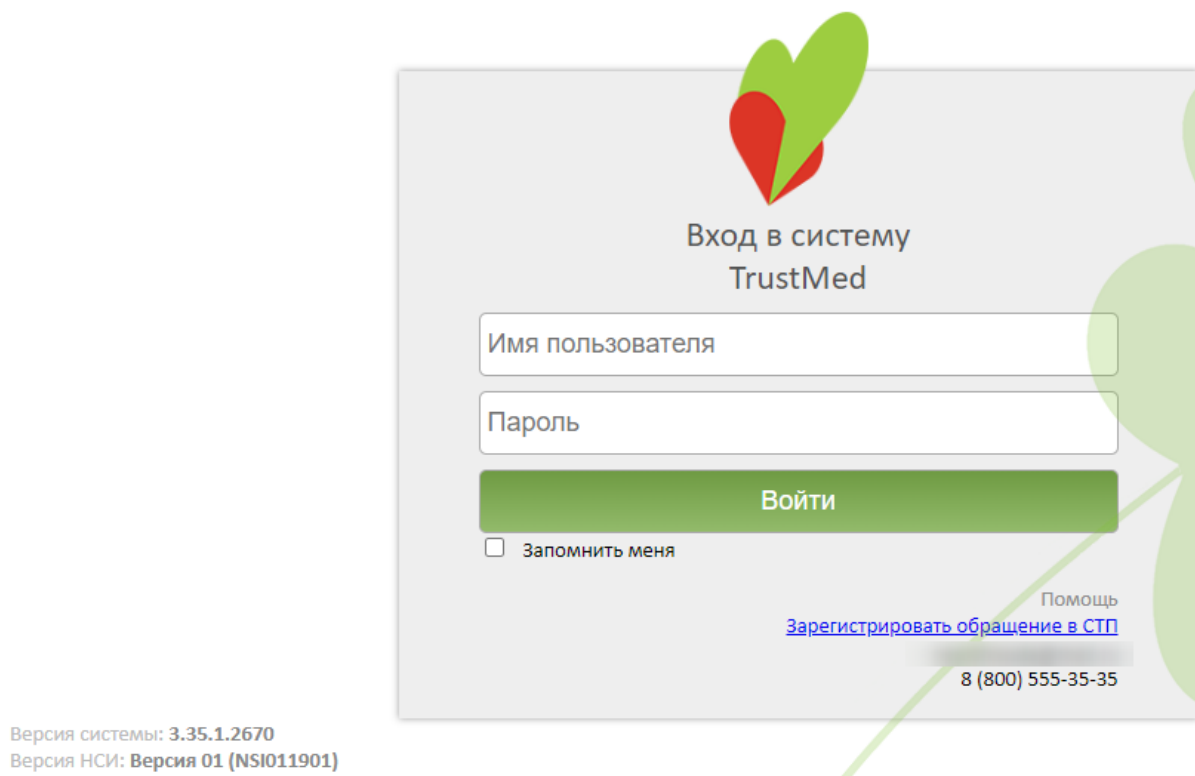 Вход в систему
TrustMed
Имя пользователя
Пароль
Войти
Запомнить меня
Помощь
Зарегистрировать обращение в СТП
8 (800) 555-35-35
Версия системы: 3.35.1.2670
Версия НСИ: Версия 01 (NSI011901)